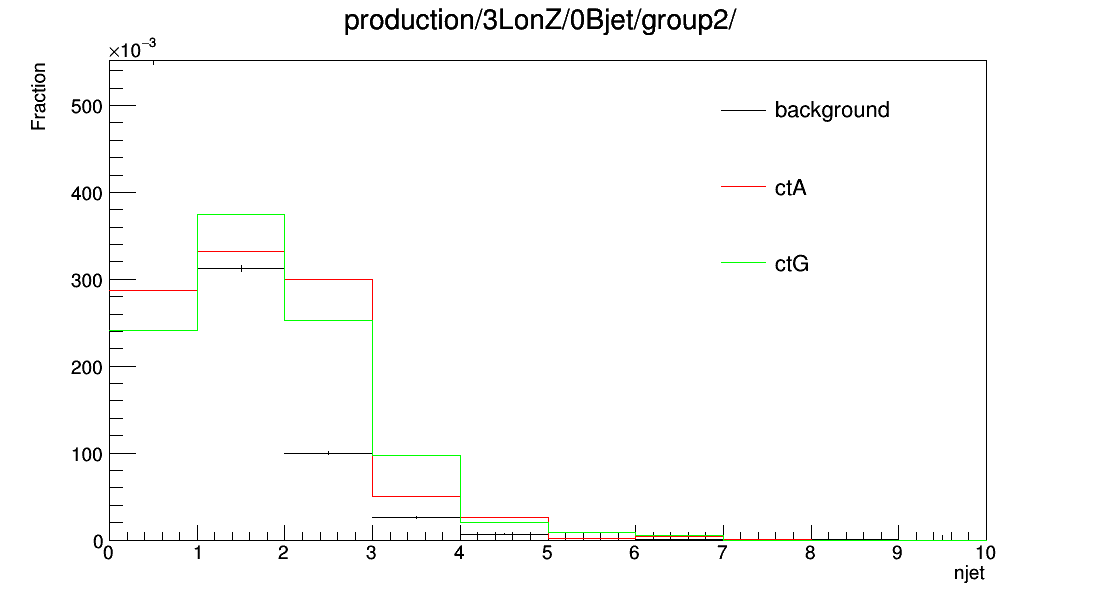 production/3LonZ/0Bjet/group2/
×10⁻³
Fraction
500
400
300
200
100
0
0 1 2 3 4 5 6 7 8 9 10
njet
background
ctA
ctG